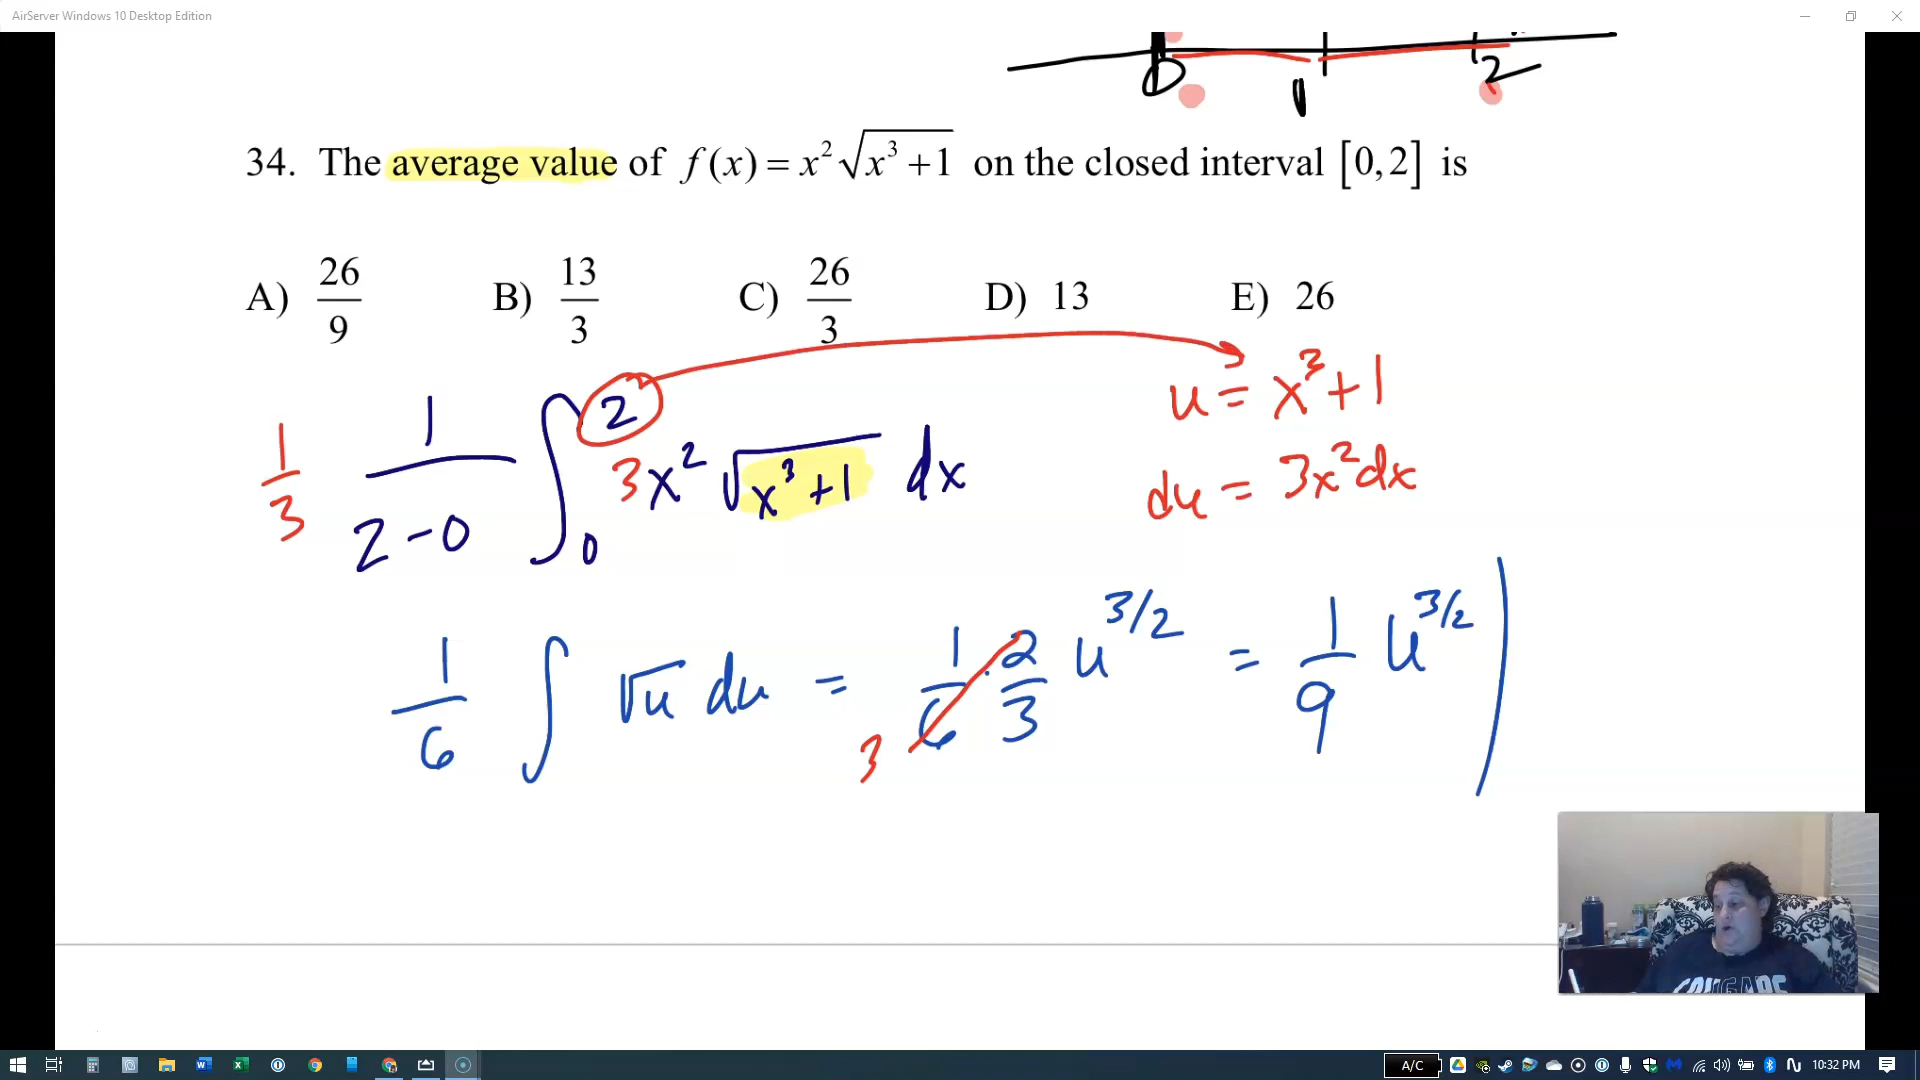 AirServer Windows 10 Desktop Edition
0 1 2
34. The average value of f(x) = x²√(x³+1) on the closed interval [0,2] is
A) 26/9 B) 13/3 C) 26/3 D) 13 E) 26
u = x³+1
1/3 1/(2-0) ∫₀² 3x² √(x³+1) dx
du = 3x²dx
1/6 ∫ √u du = 1/6 · 2/3 u^(3/2) = 1/9 u^(3/2) |
3
COUGARS
A/C 10:32 PM